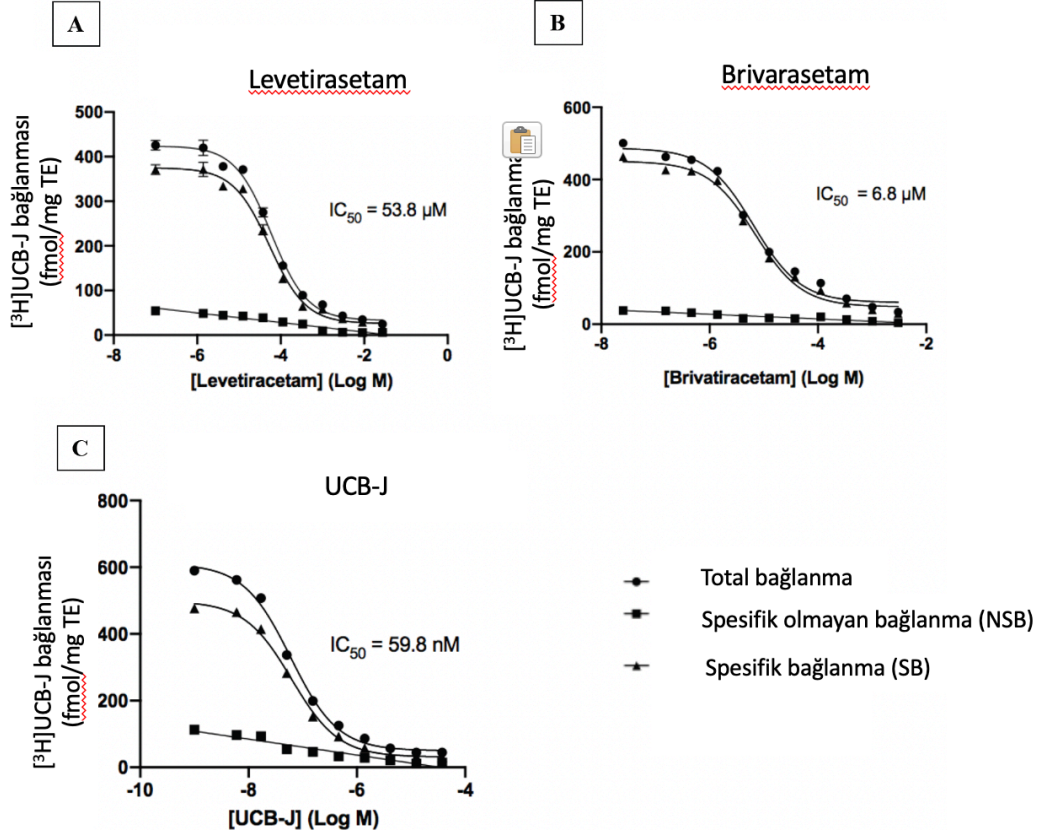 A
Levetirasetam
[³H]UCB-J bağlanması
(fmol/mg TE)
500
400
300
200
100
0
IC50 = 53.8 µM
-8
-6
-4
-2
0
[Levetiracetam] (Log M)
B
Brivarasetam
[³H]UCB-J bağlanma
(fmol/mg TE)
600
400
200
0
IC50 = 6.8 µM
-8
-6
-4
-2
[Brivatiracetam] (Log M)
C
UCB-J
[³H]UCB-J bağlanması
(fmol/mg TE)
800
600
400
200
0
IC50 = 59.8 nM
-10
-8
-6
-4
[UCB-J] (Log M)
Total bağlanma
Spesifik olmayan bağlanma (NSB)
Spesifik bağlanma (SB)